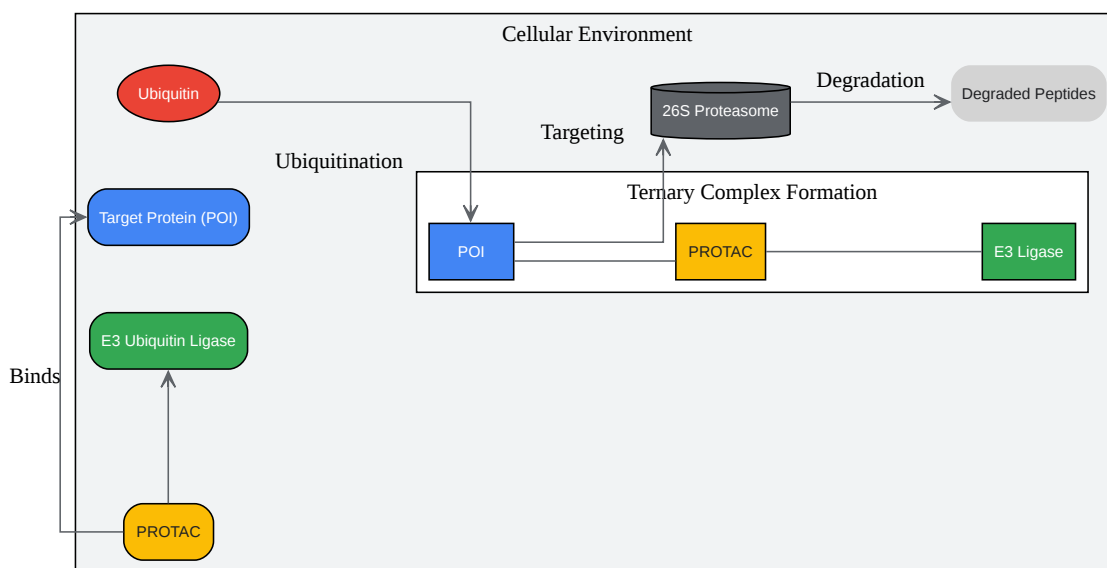 Cellular Environment
Ubiquitin
26S Proteasome
Degradation
Degraded Peptides
Targeting
Ubiquitination
Ternary Complex Formation
Target Protein (POI)
POI
PROTAC
E3 Ligase
E3 Ubiquitin Ligase
Binds
PROTAC